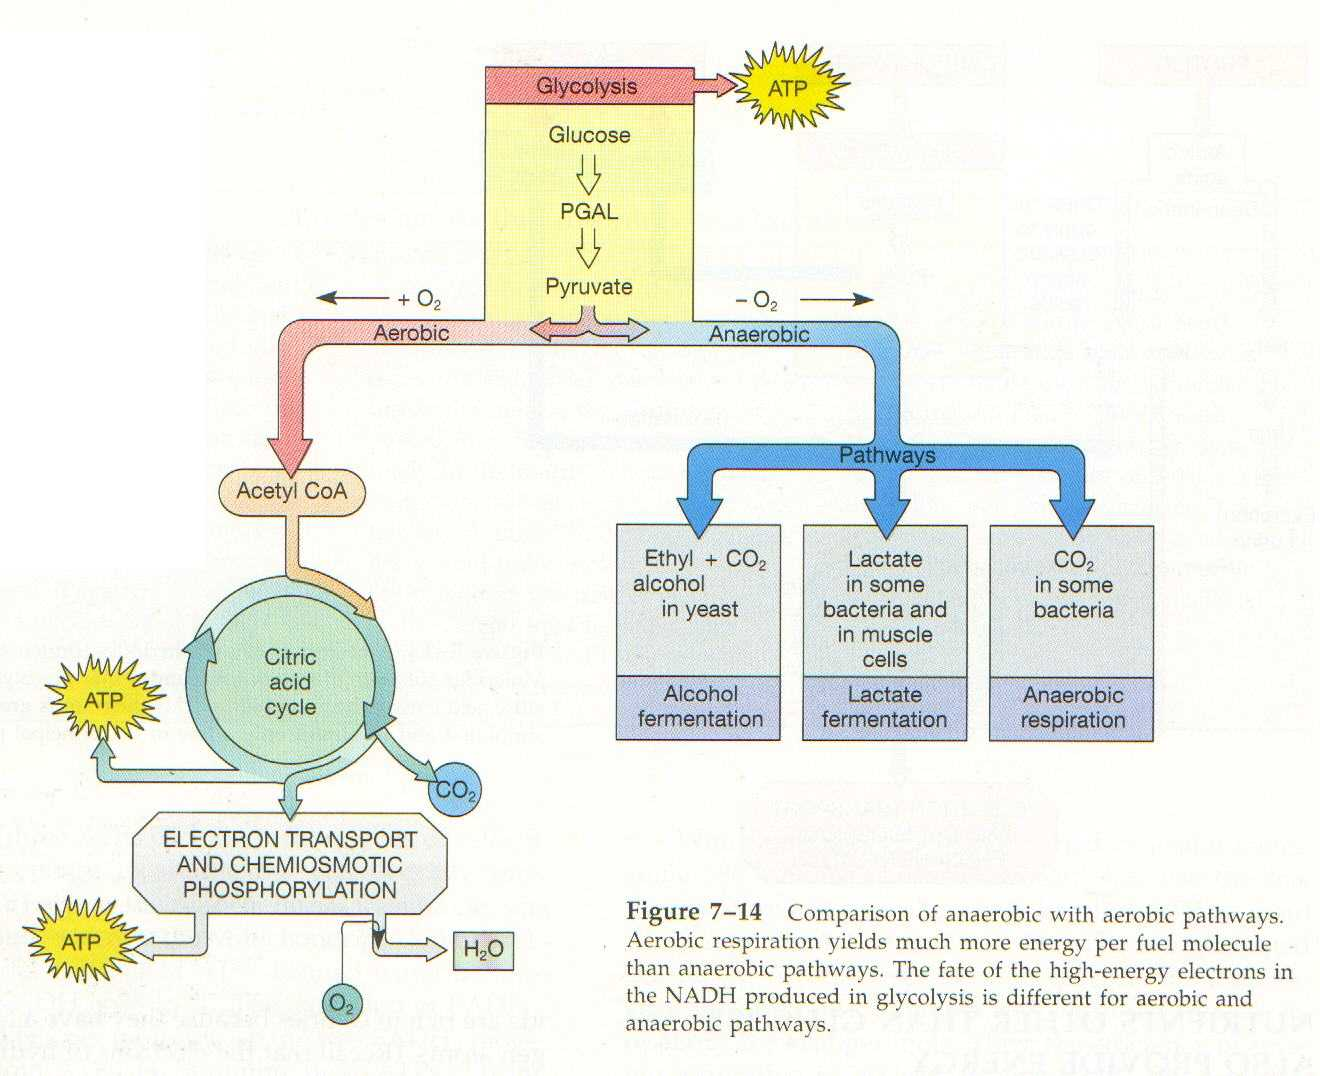 Glycolysis
ATP
Glucose
PGAL
Pyruvate
+ O₂
− O₂
Aerobic
Anaerobic
Pathways
Acetyl CoA
Ethyl + CO₂
alcohol
in yeast
Lactate
in some
bacteria and
in muscle
cells
CO₂
in some
bacteria
Alcohol
fermentation
Lactate
fermentation
Anaerobic
respiration
Citric
acid
cycle
ATP
CO₂
ELECTRON TRANSPORT
AND CHEMIOSMOTIC
PHOSPHORYLATION
ATP
H₂O
O₂
Figure 7–14 Comparison of anaerobic with aerobic pathways.
Aerobic respiration yields much more energy per fuel molecule
than anaerobic pathways. The fate of the high-energy electrons in
the NADH produced in glycolysis is different for aerobic and
anaerobic pathways.